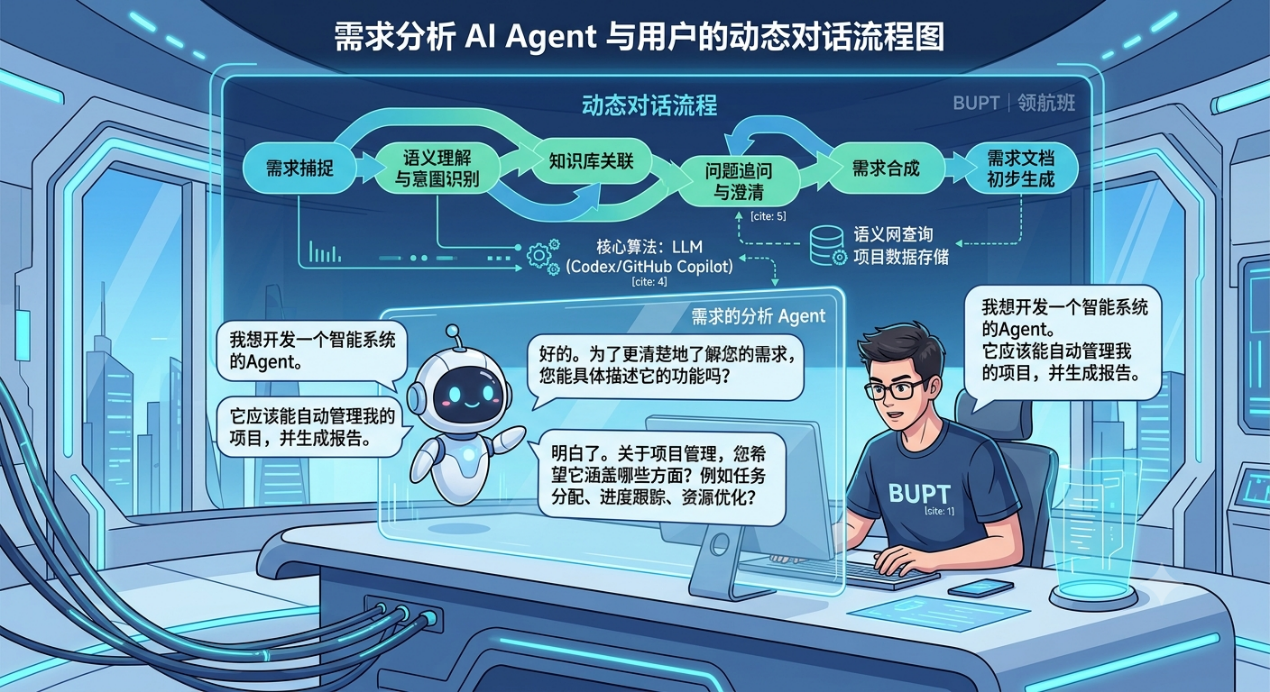 需求分析 AI Agent 与用户的动态对话流程图
动态对话流程
BUPT｜领航班
需求捕捉
语义理解
与意图识别
知识库关联
问题追问
与澄清
[cite: 5]
需求合成
需求文档
初步生成
核心算法：LLM
(Codex/GitHub Copilot)
[cite: 4]
语义网查询
项目数据存储
需求的分析 Agent
我想开发一个智能系统
的Agent。
它应该能自动管理我的
项目，并生成报告。
好的。为了更清楚地了解您的需求，
您能具体描述它的功能吗？
明白了。关于项目管理，您希
望它涵盖哪些方面？例如任务
分配、进度跟踪、资源优化？
我想开发一个智能系统
的Agent。
它应该能自动管理我
的项目，并生成报告。
BUPT
[cite: 1]